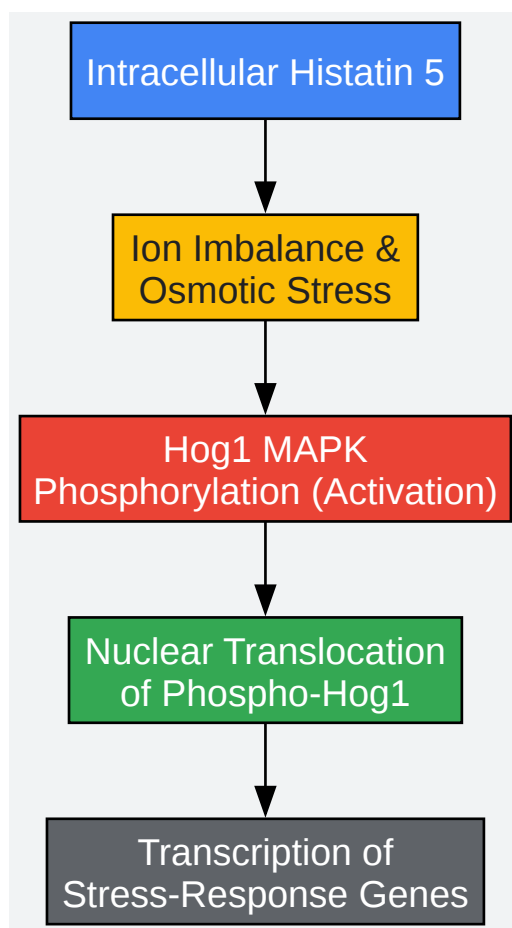 Intracellular Histatin 5
Ion Imbalance &
Osmotic Stress
Hog1 MAPK
Phosphorylation (Activation)
Nuclear Translocation
of Phospho-Hog1
Transcription of
Stress-Response Genes